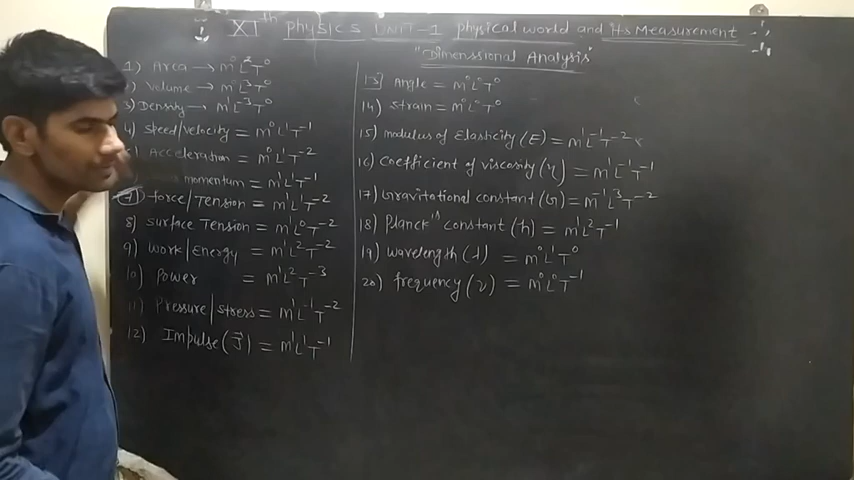 XIth Physics UNIT-1 physical world and its Measurement
"Dimenssional Analysis"
1) Area → M⁰L²T⁰
2) Volume → M⁰L³T⁰
3) Density → M¹L⁻³T⁰
4) Speed/velocity = M⁰L¹T⁻¹
Acceleration = M⁰L¹T⁻²
momentum = M¹L¹T⁻¹
7) force/Tension = M¹L¹T⁻²
8) Surface Tension = M¹L⁰T⁻²
9) Work/Energy = M¹L²T⁻²
10) Power = M¹L²T⁻³
11) Pressure/stress = M¹L⁻¹T⁻²
12) Impulse (J⃗) = M¹L¹T⁻¹
13) Angle = M⁰L⁰T⁰
14) Strain = M⁰L⁰T⁰
15) Modulus of Elasticity (E) = M¹L⁻¹T⁻²
16) Coefficient of viscosity (η) = M¹L⁻¹T⁻¹
17) Gravitational constant (G) = M⁻¹L³T⁻²
18) Planck's constant (h) = M¹L²T⁻¹
19) wavelength (λ) = M⁰L¹T⁰
20) frequency (ν) = M⁰L⁰T⁻¹